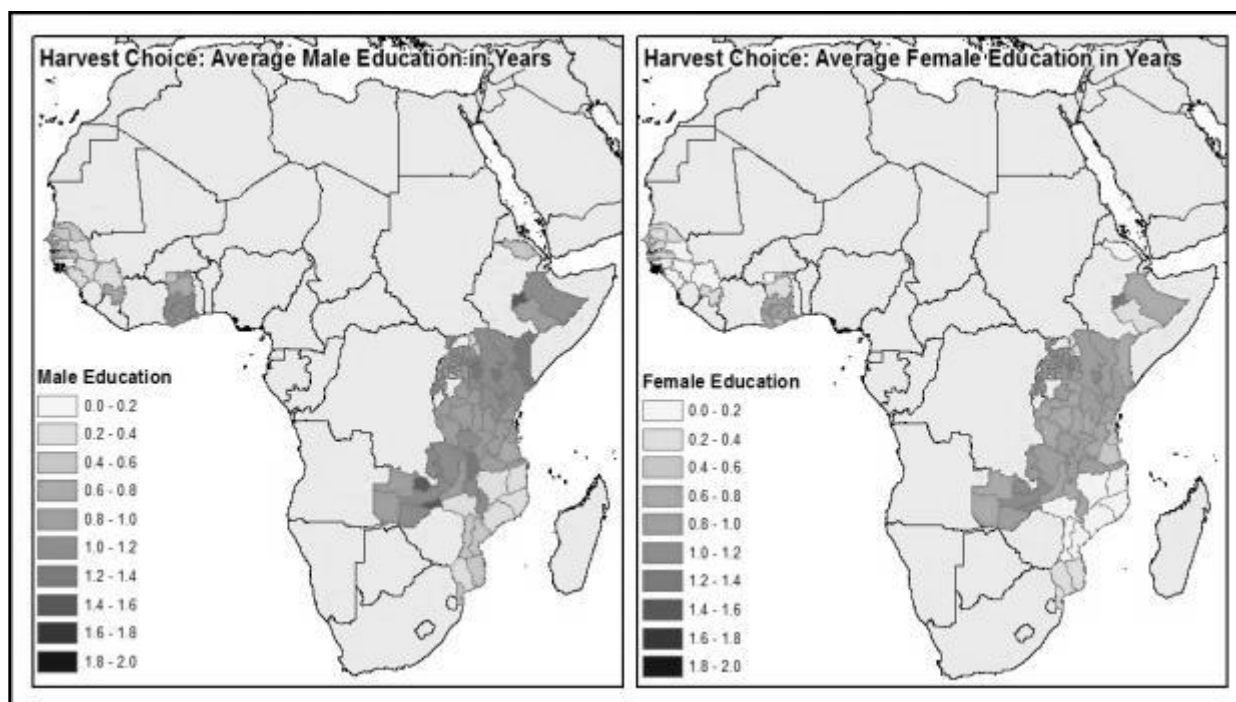 Harvest Choice: Average Male Education in Years
Male Education
0.0 - 0.2
0.2 - 0.4
0.4 - 0.6
0.6 - 0.8
0.8 - 1.0
1.0 - 1.2
1.2 - 1.4
1.4 - 1.6
1.6 - 1.8
1.8 - 2.0
Harvest Choice: Average Female Education in Years
Female Education
0.0 - 0.2
0.2 - 0.4
0.4 - 0.6
0.6 - 0.8
0.8 - 1.0
1.0 - 1.2
1.2 - 1.4
1.4 - 1.6
1.6 - 1.8
1.8 - 2.0